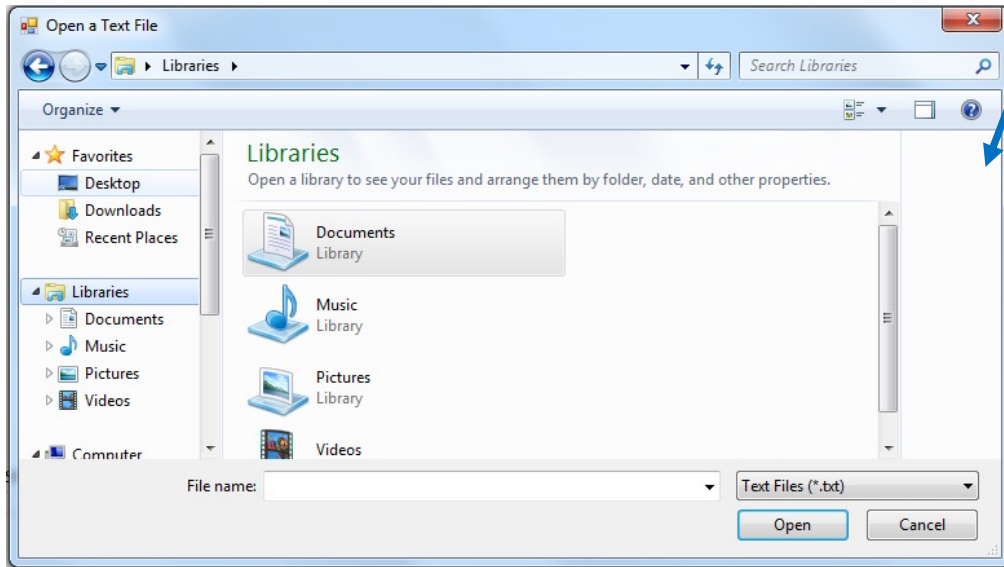 Open a Text File
Libraries
Search Libraries
Organize
Favorites
Desktop
Downloads
Recent Places
Libraries
Documents
Music
Pictures
Videos
Computer
Libraries
Open a library to see your files and arrange them by folder, date, and other properties.
Documents
Library
Music
Library
Pictures
Library
Videos
File name:
Text Files (*.txt)
Open
Cancel